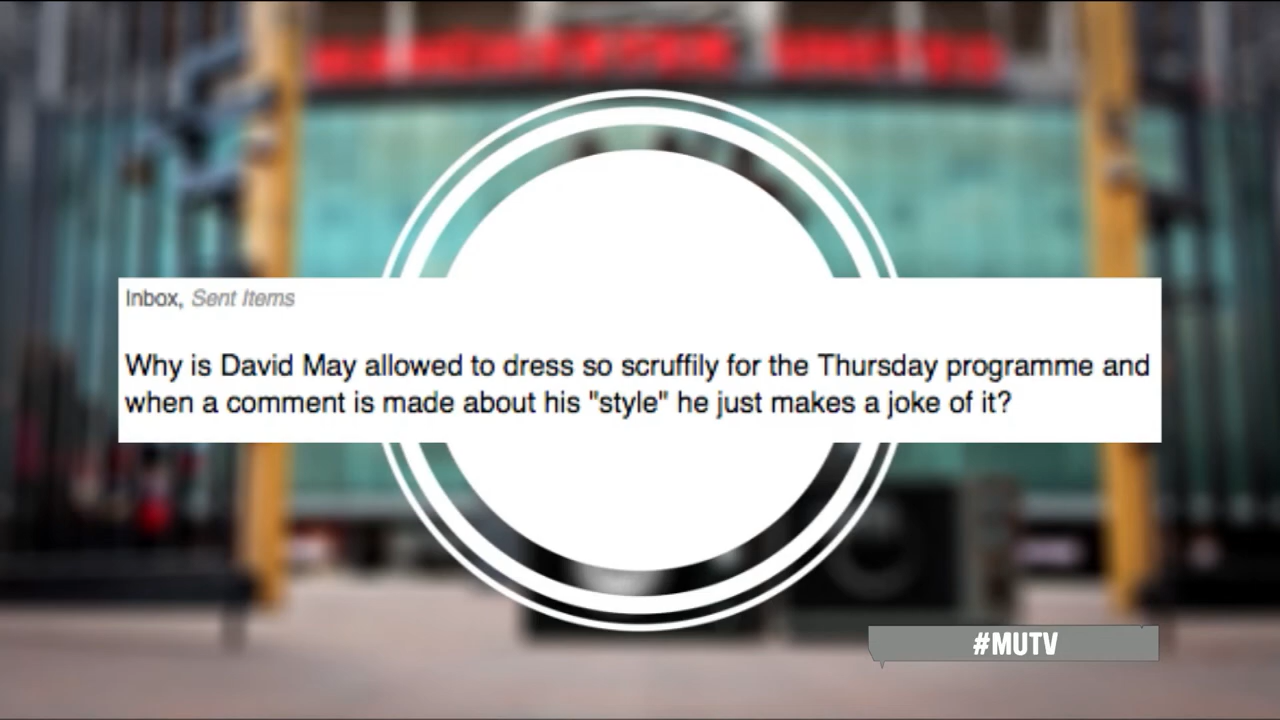 Inbox, Sent Items
Why is David May allowed to dress so scruffily for the Thursday programme and
when a comment is made about his "style" he just makes a joke of it?
#MUTV